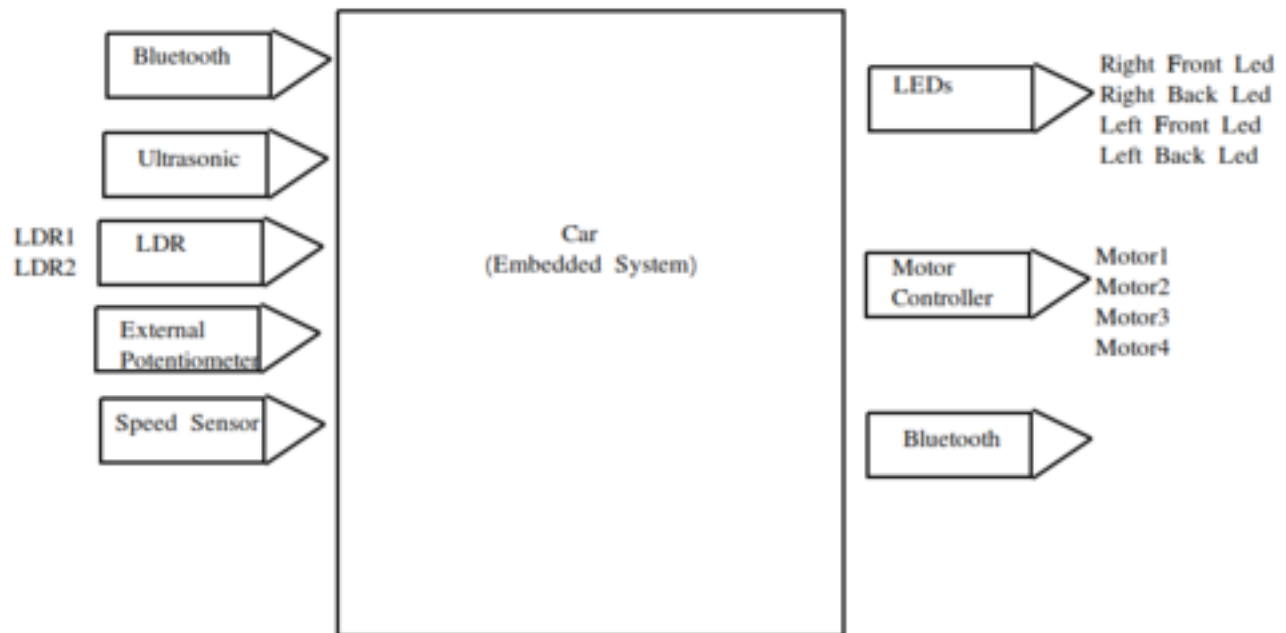 Bluetooth
Ultrasonic
LDR1
LDR2
LDR
External
Potentiometer
Speed Sensor
Car
(Embedded System)
LEDs
Right Front Led
Right Back Led
Left Front Led
Left Back Led
Motor
Controller
Motor1
Motor2
Motor3
Motor4
Bluetooth